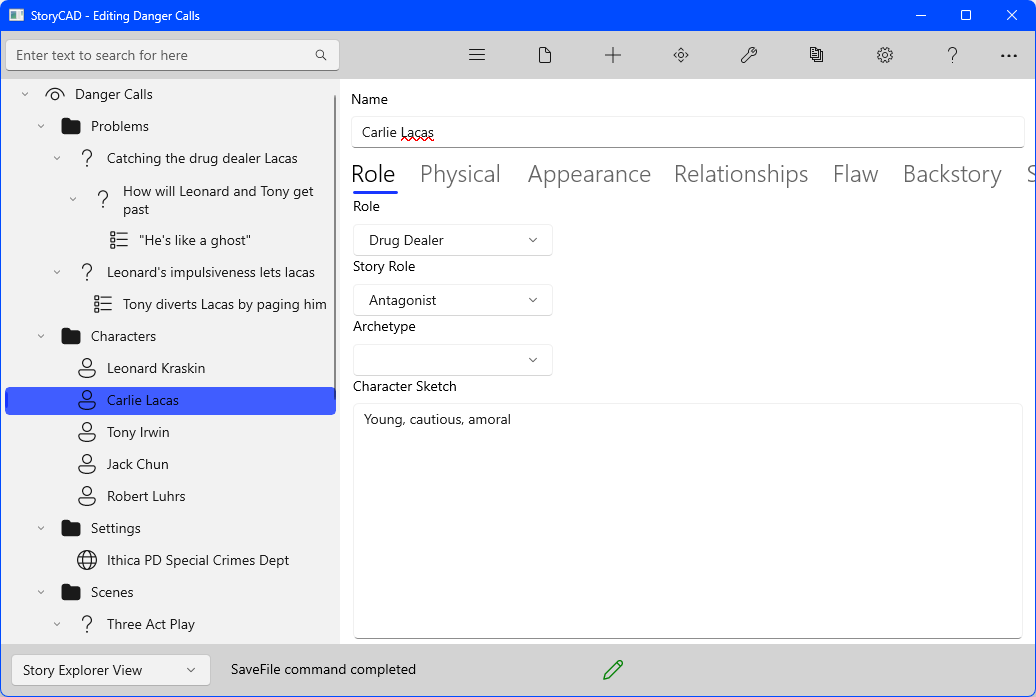 StoryCAD - Editing Danger Calls
Enter text to search for here
Danger Calls
Problems
Catching the drug dealer Lacas
How will Leonard and Tony get
past
"He's like a ghost"
Leonard's impulsiveness lets lacas
Tony diverts Lacas by paging him
Characters
Leonard Kraskin
Carlie Lacas
Tony Irwin
Jack Chun
Robert Luhrs
Settings
Ithica PD Special Crimes Dept
Scenes
Three Act Play
Name
Carlie Lacas
Role Physical Appearance Relationships Flaw Backstory S
Role
Drug Dealer
Story Role
Antagonist
Archetype
Character Sketch
Young, cautious, amoral
Story Explorer View
SaveFile command completed